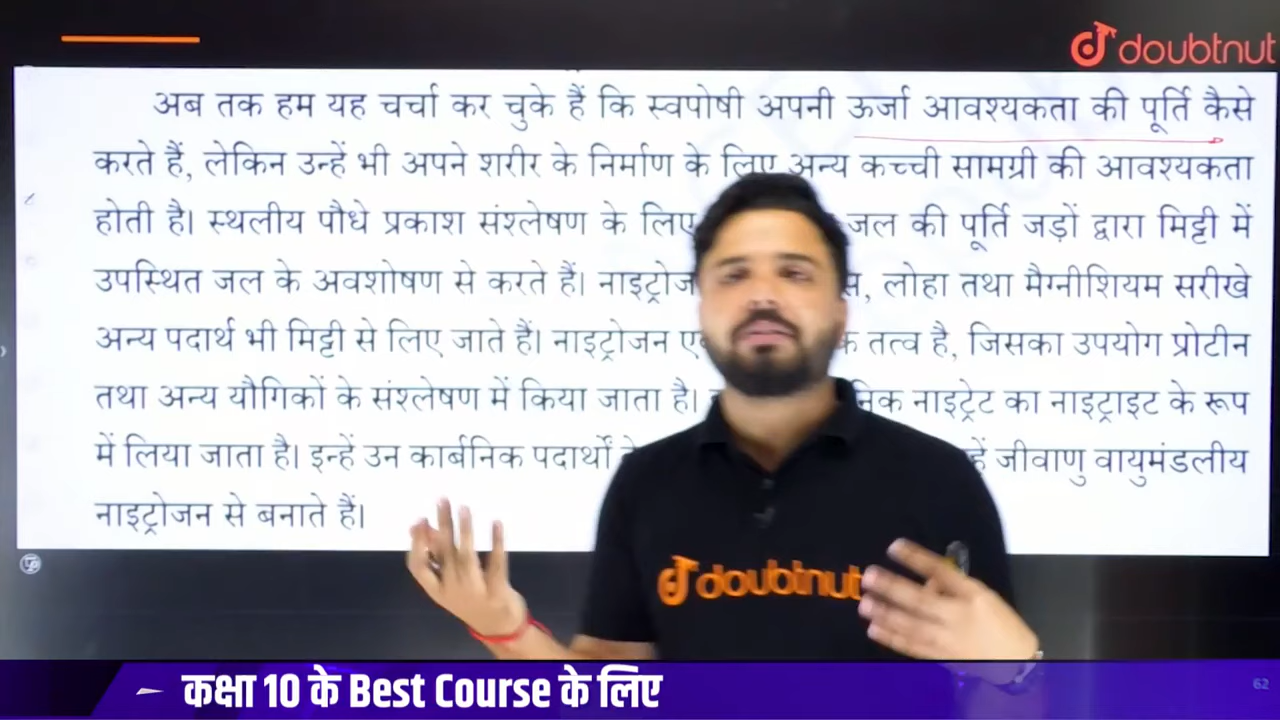 doubtnut
अब तक हम यह चर्चा कर चुके हैं कि स्वपोषी अपनी ऊर्जा आवश्यकता की पूर्ति कैसे
करते हैं, लेकिन उन्हें भी अपने शरीर के निर्माण के लिए अन्य कच्ची सामग्री की आवश्यकता
होती है। स्थलीय पौधे प्रकाश संश्लेषण के लिए जल की पूर्ति जड़ों द्वारा मिट्टी में
उपस्थित जल के अवशोषण से करते हैं। लोहा तथा मैग्नीशियम सरीखे
अन्य पदार्थ भी मिट्टी से लिए जाते हैं। नाइट्रोजन तत्व है, जिसका उपयोग प्रोटीन
तथा अन्य यौगिकों के संश्लेषण में किया जाता है। नाइट्रेट का नाइट्राइट के रूप
में लिया जाता है। इन्हें उन कार्बनिक पदार्थों जीवाणु वायुमंडलीय
नाइट्रोजन से बनाते हैं।
doubtnut
कक्षा 10 के Best Course के लिए
62